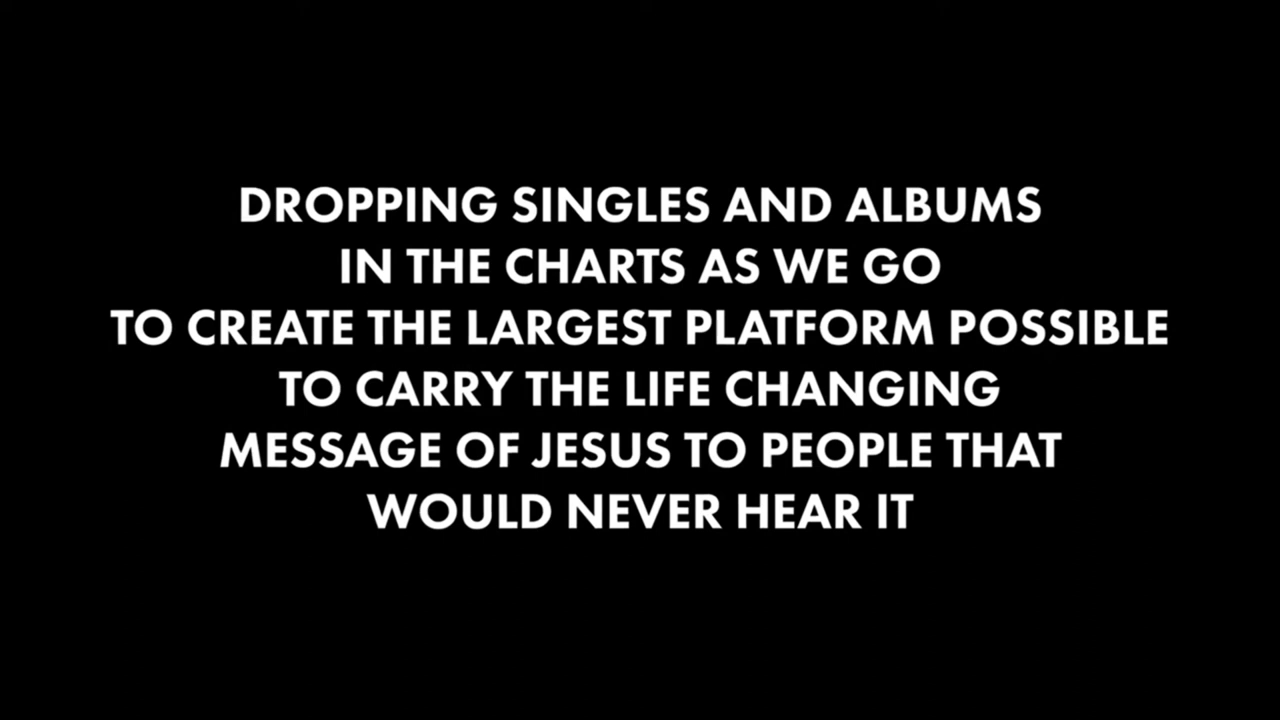 DROPPING SINGLES AND ALBUMS
IN THE CHARTS AS WE GO
TO CREATE THE LARGEST PLATFORM POSSIBLE
TO CARRY THE LIFE CHANGING
MESSAGE OF JESUS TO PEOPLE THAT
WOULD NEVER HEAR IT